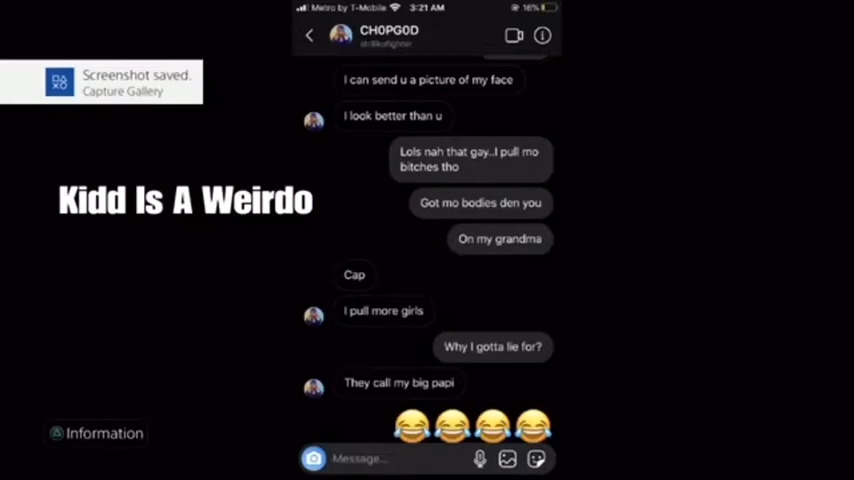 Metro by T-Mobile 3:21 AM 16%
CH0PG0D
Screenshot saved.
Capture Gallery
I can send u a picture of my face
I look better than u
Lols nah that gay..I pull mo
bitches tho
Kidd Is A Weirdo
Got mo bodies den you
On my grandma
Cap
I pull more girls
Why I gotta lie for?
They call my big papi
😂😂😂😂
Information
Message...